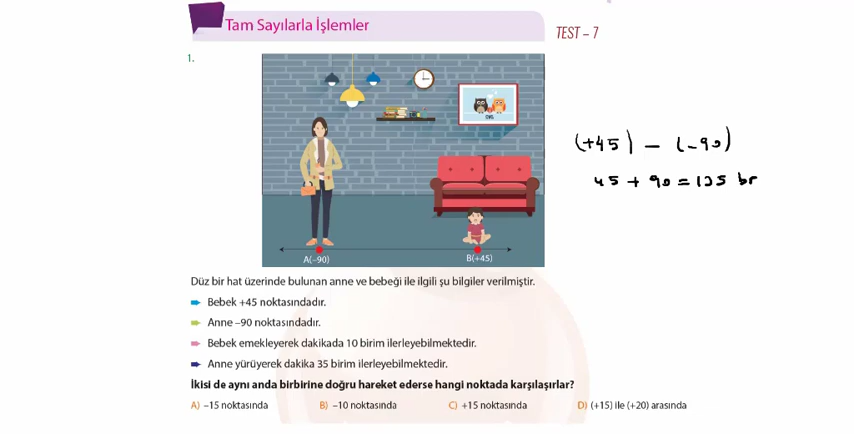 Tam Sayılarla İşlemler
TEST – 7
1.
(+45) – (-90)
45 + 90 = 135 br
A(–90)
B(+45)
Düz bir hat üzerinde bulunan anne ve bebeği ile ilgili şu bilgiler verilmiştir.
Bebek +45 noktasındadır.
Anne –90 noktasındadır.
Bebek emekleyerek dakikada 10 birim ilerleyebilmektedir.
Anne yürüyerek dakika 35 birim ilerleyebilmektedir.
İkisi de aynı anda birbirine doğru hareket ederse hangi noktada karşılaşırlar?
A) –15 noktasında B) –10 noktasında C) +15 noktasında D) (+15) ile (+20) arasında